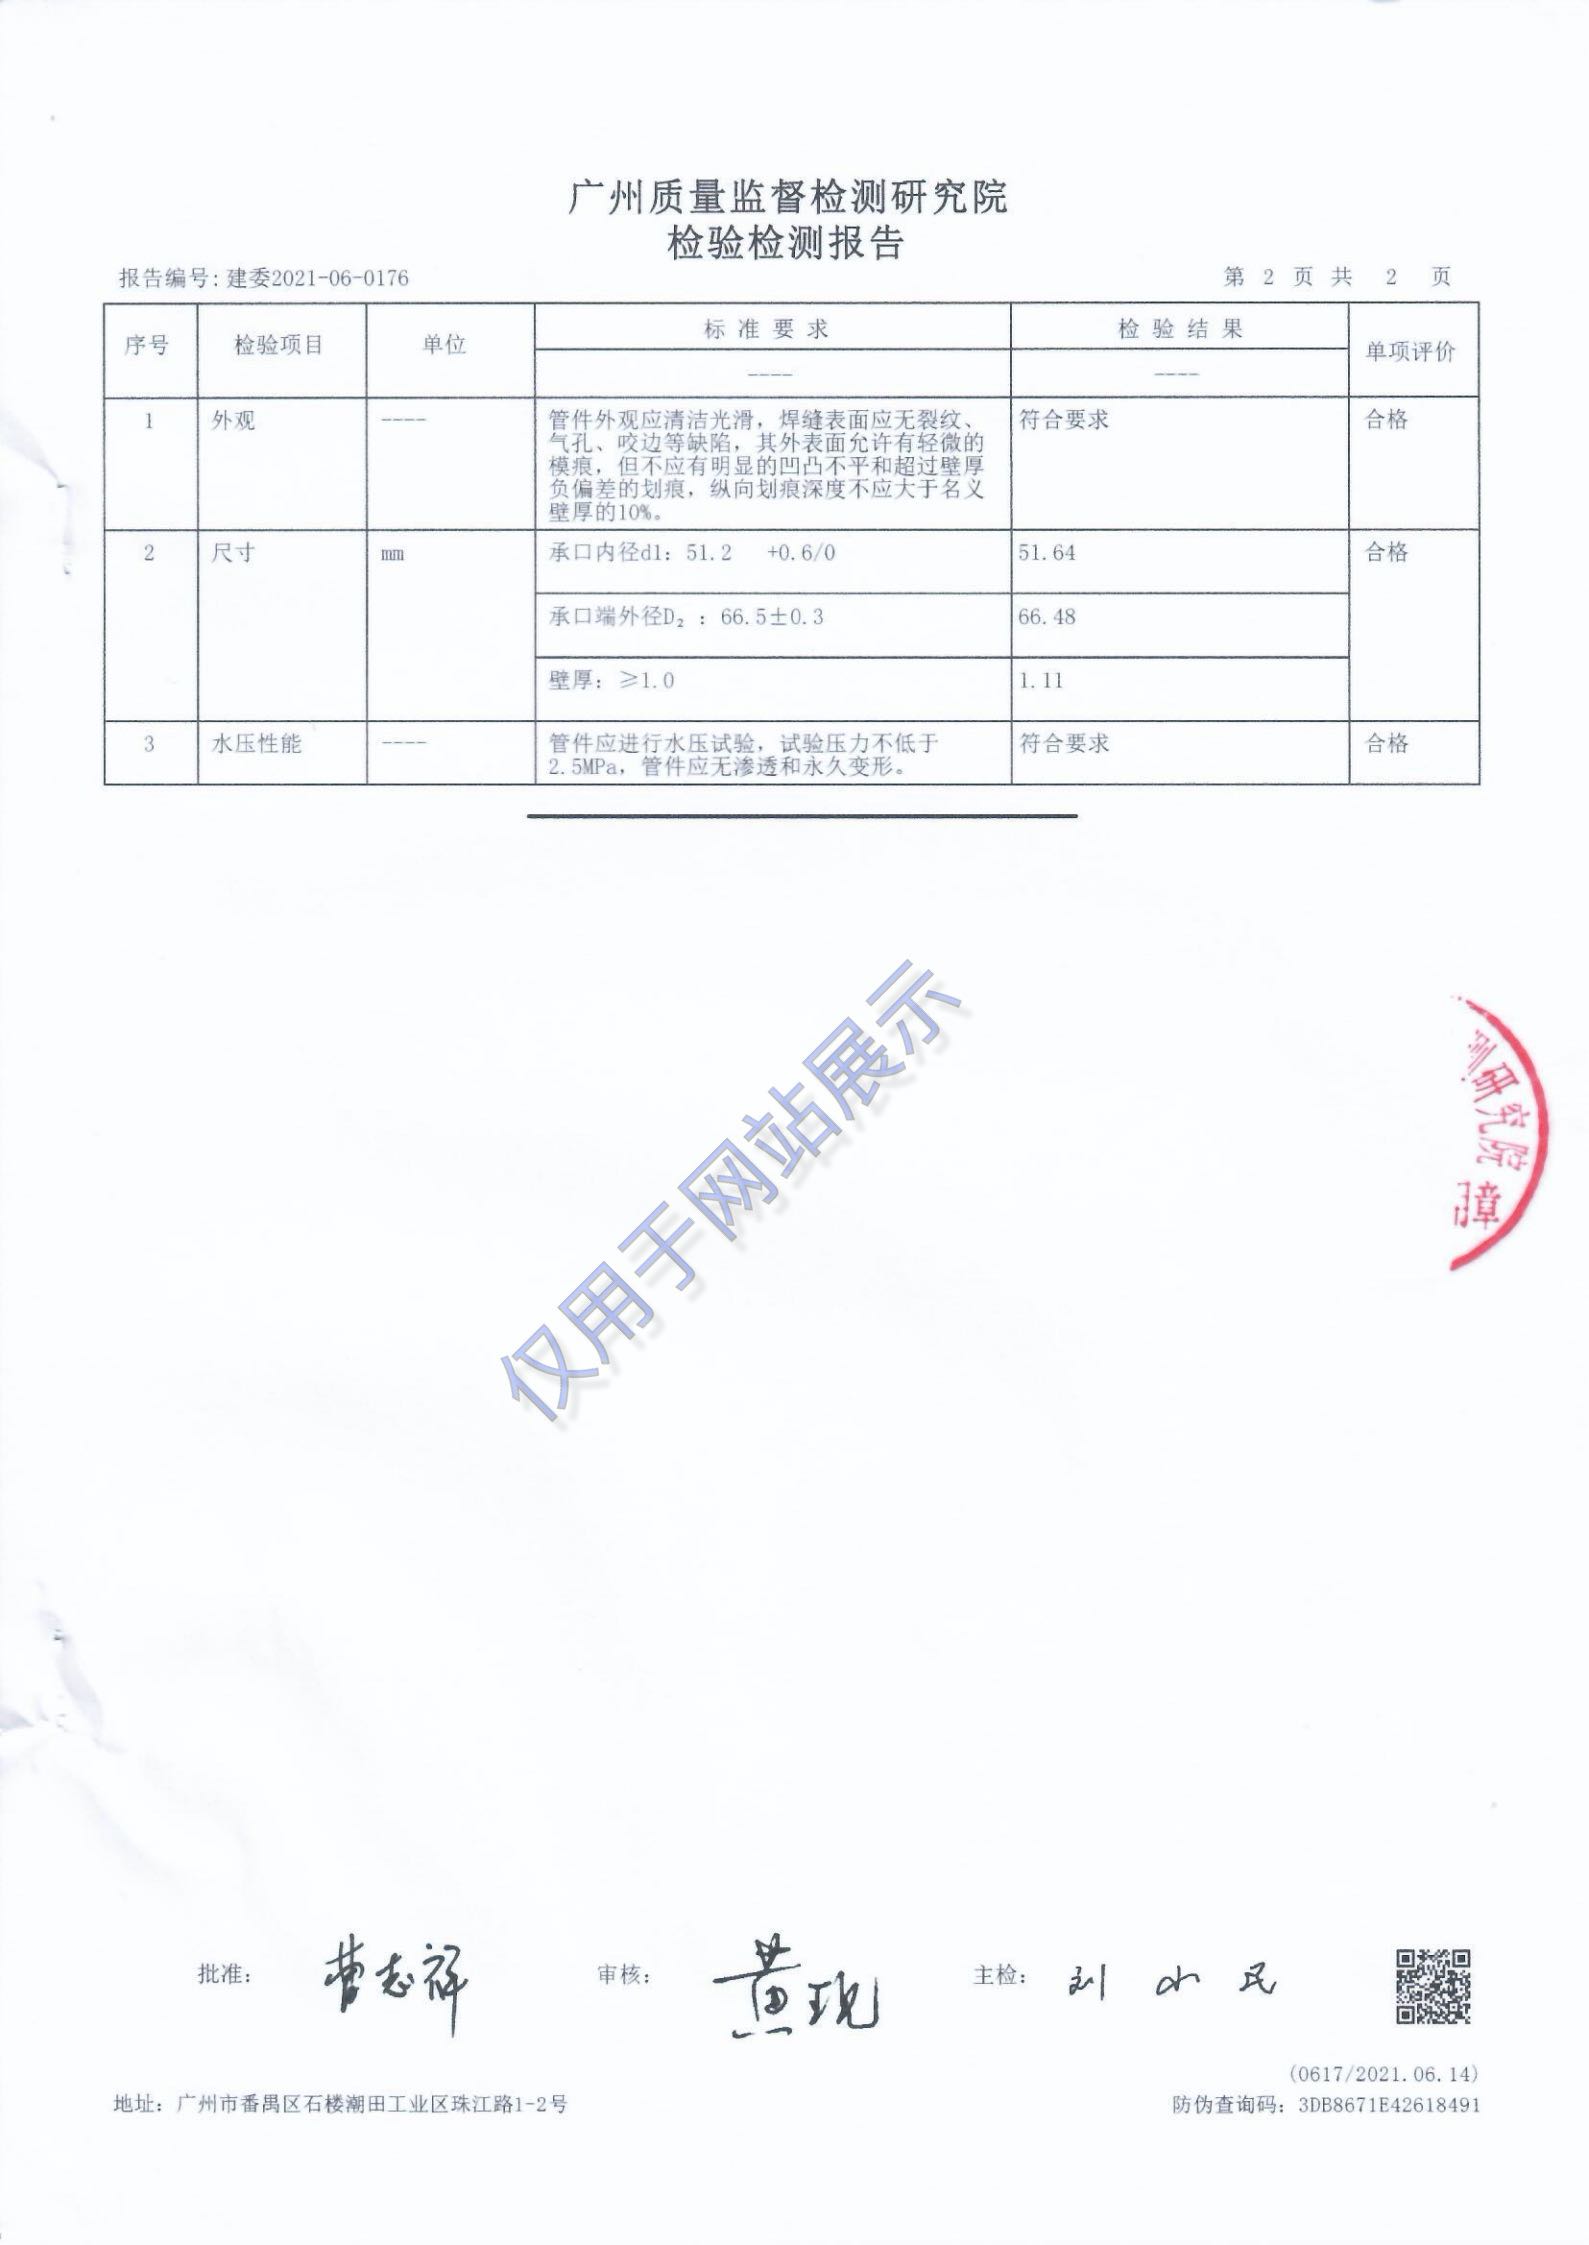 广州质量监督检测研究院
检验检测报告
报告编号:建委2021-06-0176
第 2 页 共 2 页
序号 检验项目 单位 标准要求 检验结果 单项评价
---- ----
1 外观 ---- 管件外观应清洁光滑，焊缝表面应无裂纹、 符合要求 合格
气孔、咬边等缺陷，其外表面允许有轻微的
模痕，但不应有明显的凹凸不平和超过壁厚
负偏差的划痕，纵向划痕深度不应大于名义
壁厚的10%。
2 尺寸 mm 承口内径d1：51.2 +0.6/0 51.64 合格
承口端外径D₂ ：66.5±0.3 66.48
壁厚：≥1.0 1.11
3 水压性能 ---- 管件应进行水压试验，试验压力不低于 符合要求 合格
2.5MPa，管件应无渗透和永久变形。
仅用于网站展示
测研究院
章
批准： 曹志祥 审核： 黄现 主检： 刘小民
(0617/2021.06.14)
地址：广州市番禺区石楼潮田工业区珠江路1-2号
防伪查询码：3DB8671E42618491